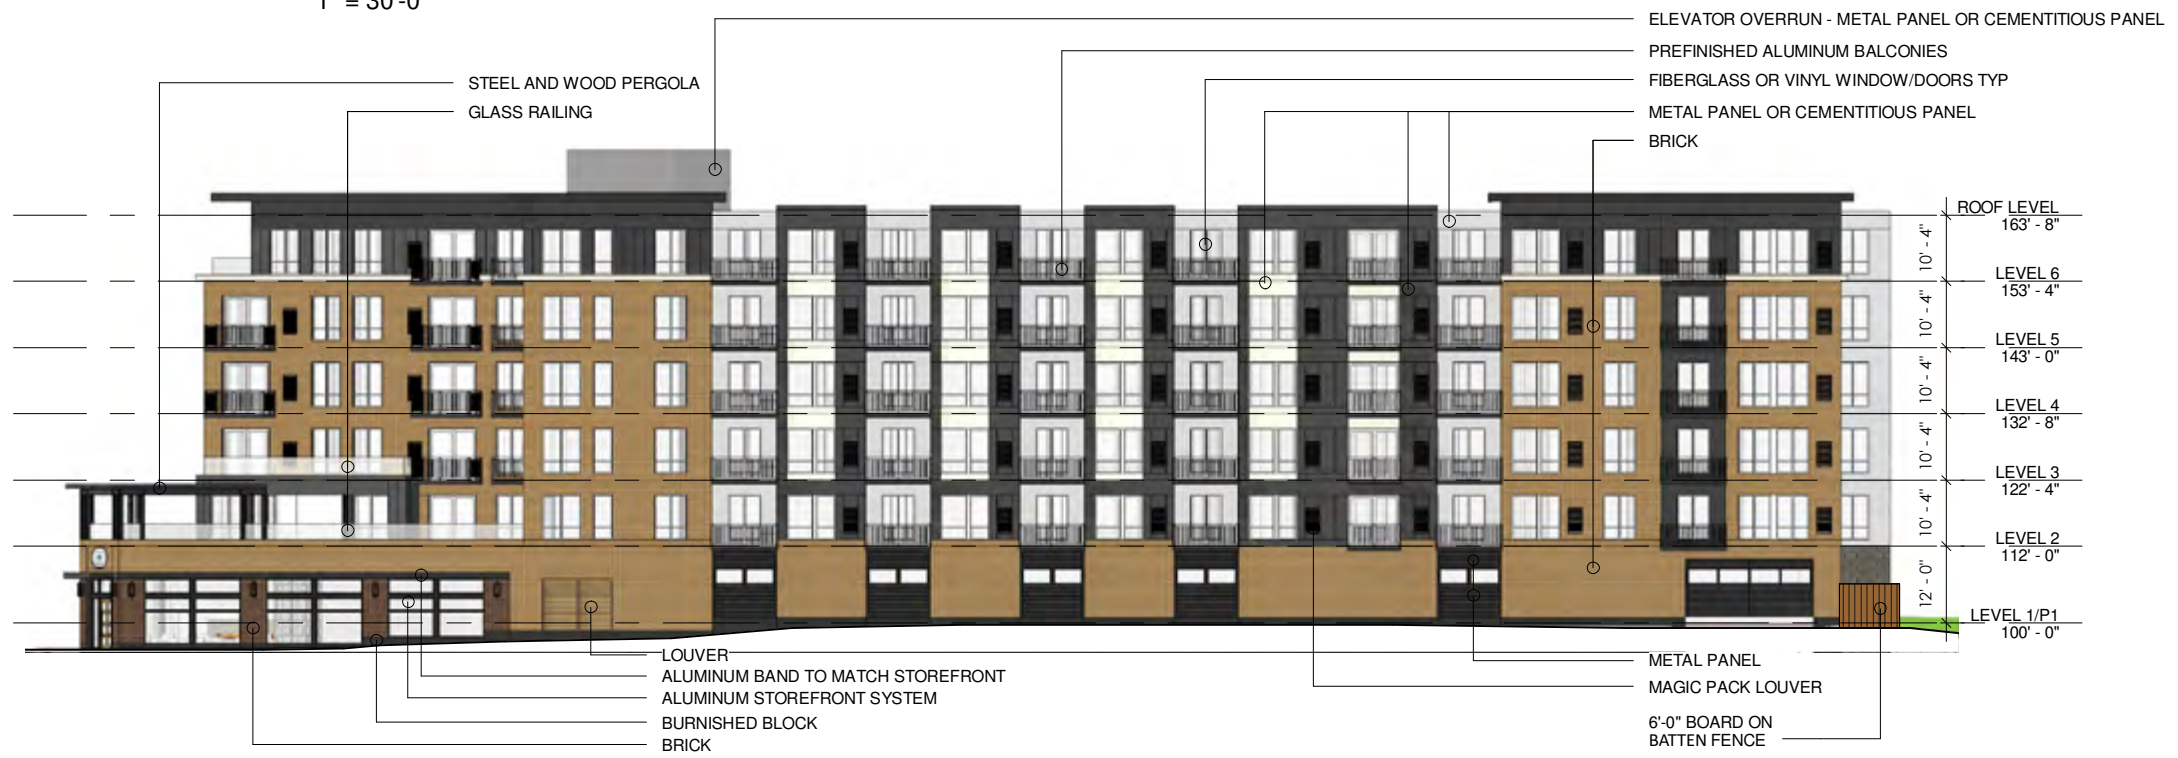 1" = 30'-0"
ELEVATOR OVERRUN - METAL PANEL OR CEMENTITIOUS PANEL
PREFINISHED ALUMINUM BALCONIES
FIBERGLASS OR VINYL WINDOW/DOORS TYP
METAL PANEL OR CEMENTITIOUS PANEL
BRICK
STEEL AND WOOD PERGOLA
GLASS RAILING
ROOF LEVEL
163' - 8"
10' - 4"
LEVEL 6
153' - 4"
10' - 4"
LEVEL 5
143' - 0"
10' - 4"
LEVEL 4
132' - 8"
10' - 4"
LEVEL 3
122' - 4"
10' - 4"
LEVEL 2
112' - 0"
12' - 0"
LEVEL 1/P1
100' - 0"
LOUVER
ALUMINUM BAND TO MATCH STOREFRONT
ALUMINUM STOREFRONT SYSTEM
BURNISHED BLOCK
BRICK
METAL PANEL
MAGIC PACK LOUVER
6'-0" BOARD ON
BATTEN FENCE